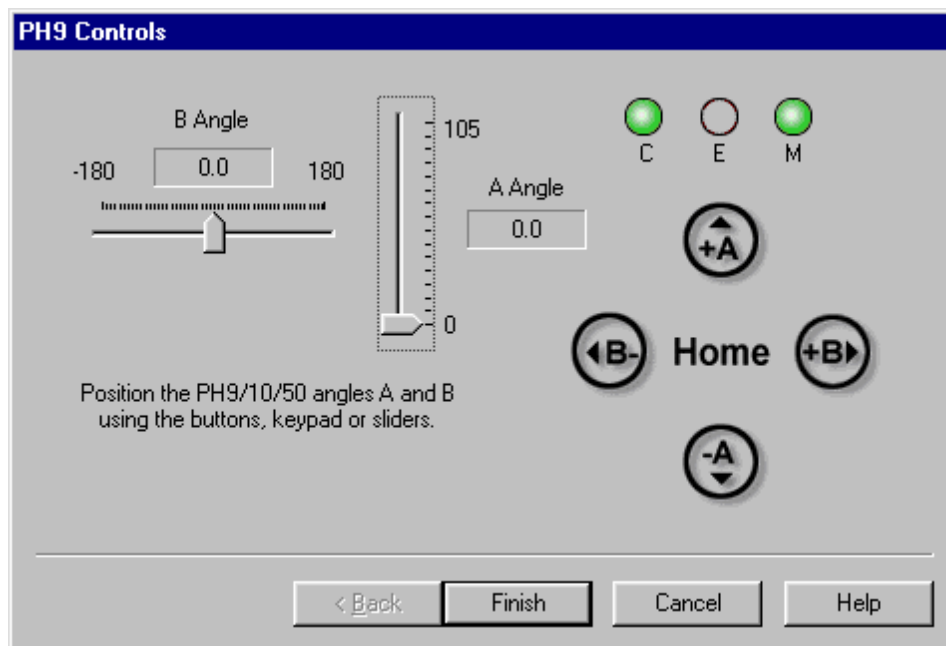 PH9 Controls
B Angle
-180
0.0
180
105
0
A Angle
0.0
C
E
M
+A
B-
Home
+B
-A
Position the PH9/10/50 angles A and B
using the buttons, keypad or sliders.
< Back
Finish
Cancel
Help